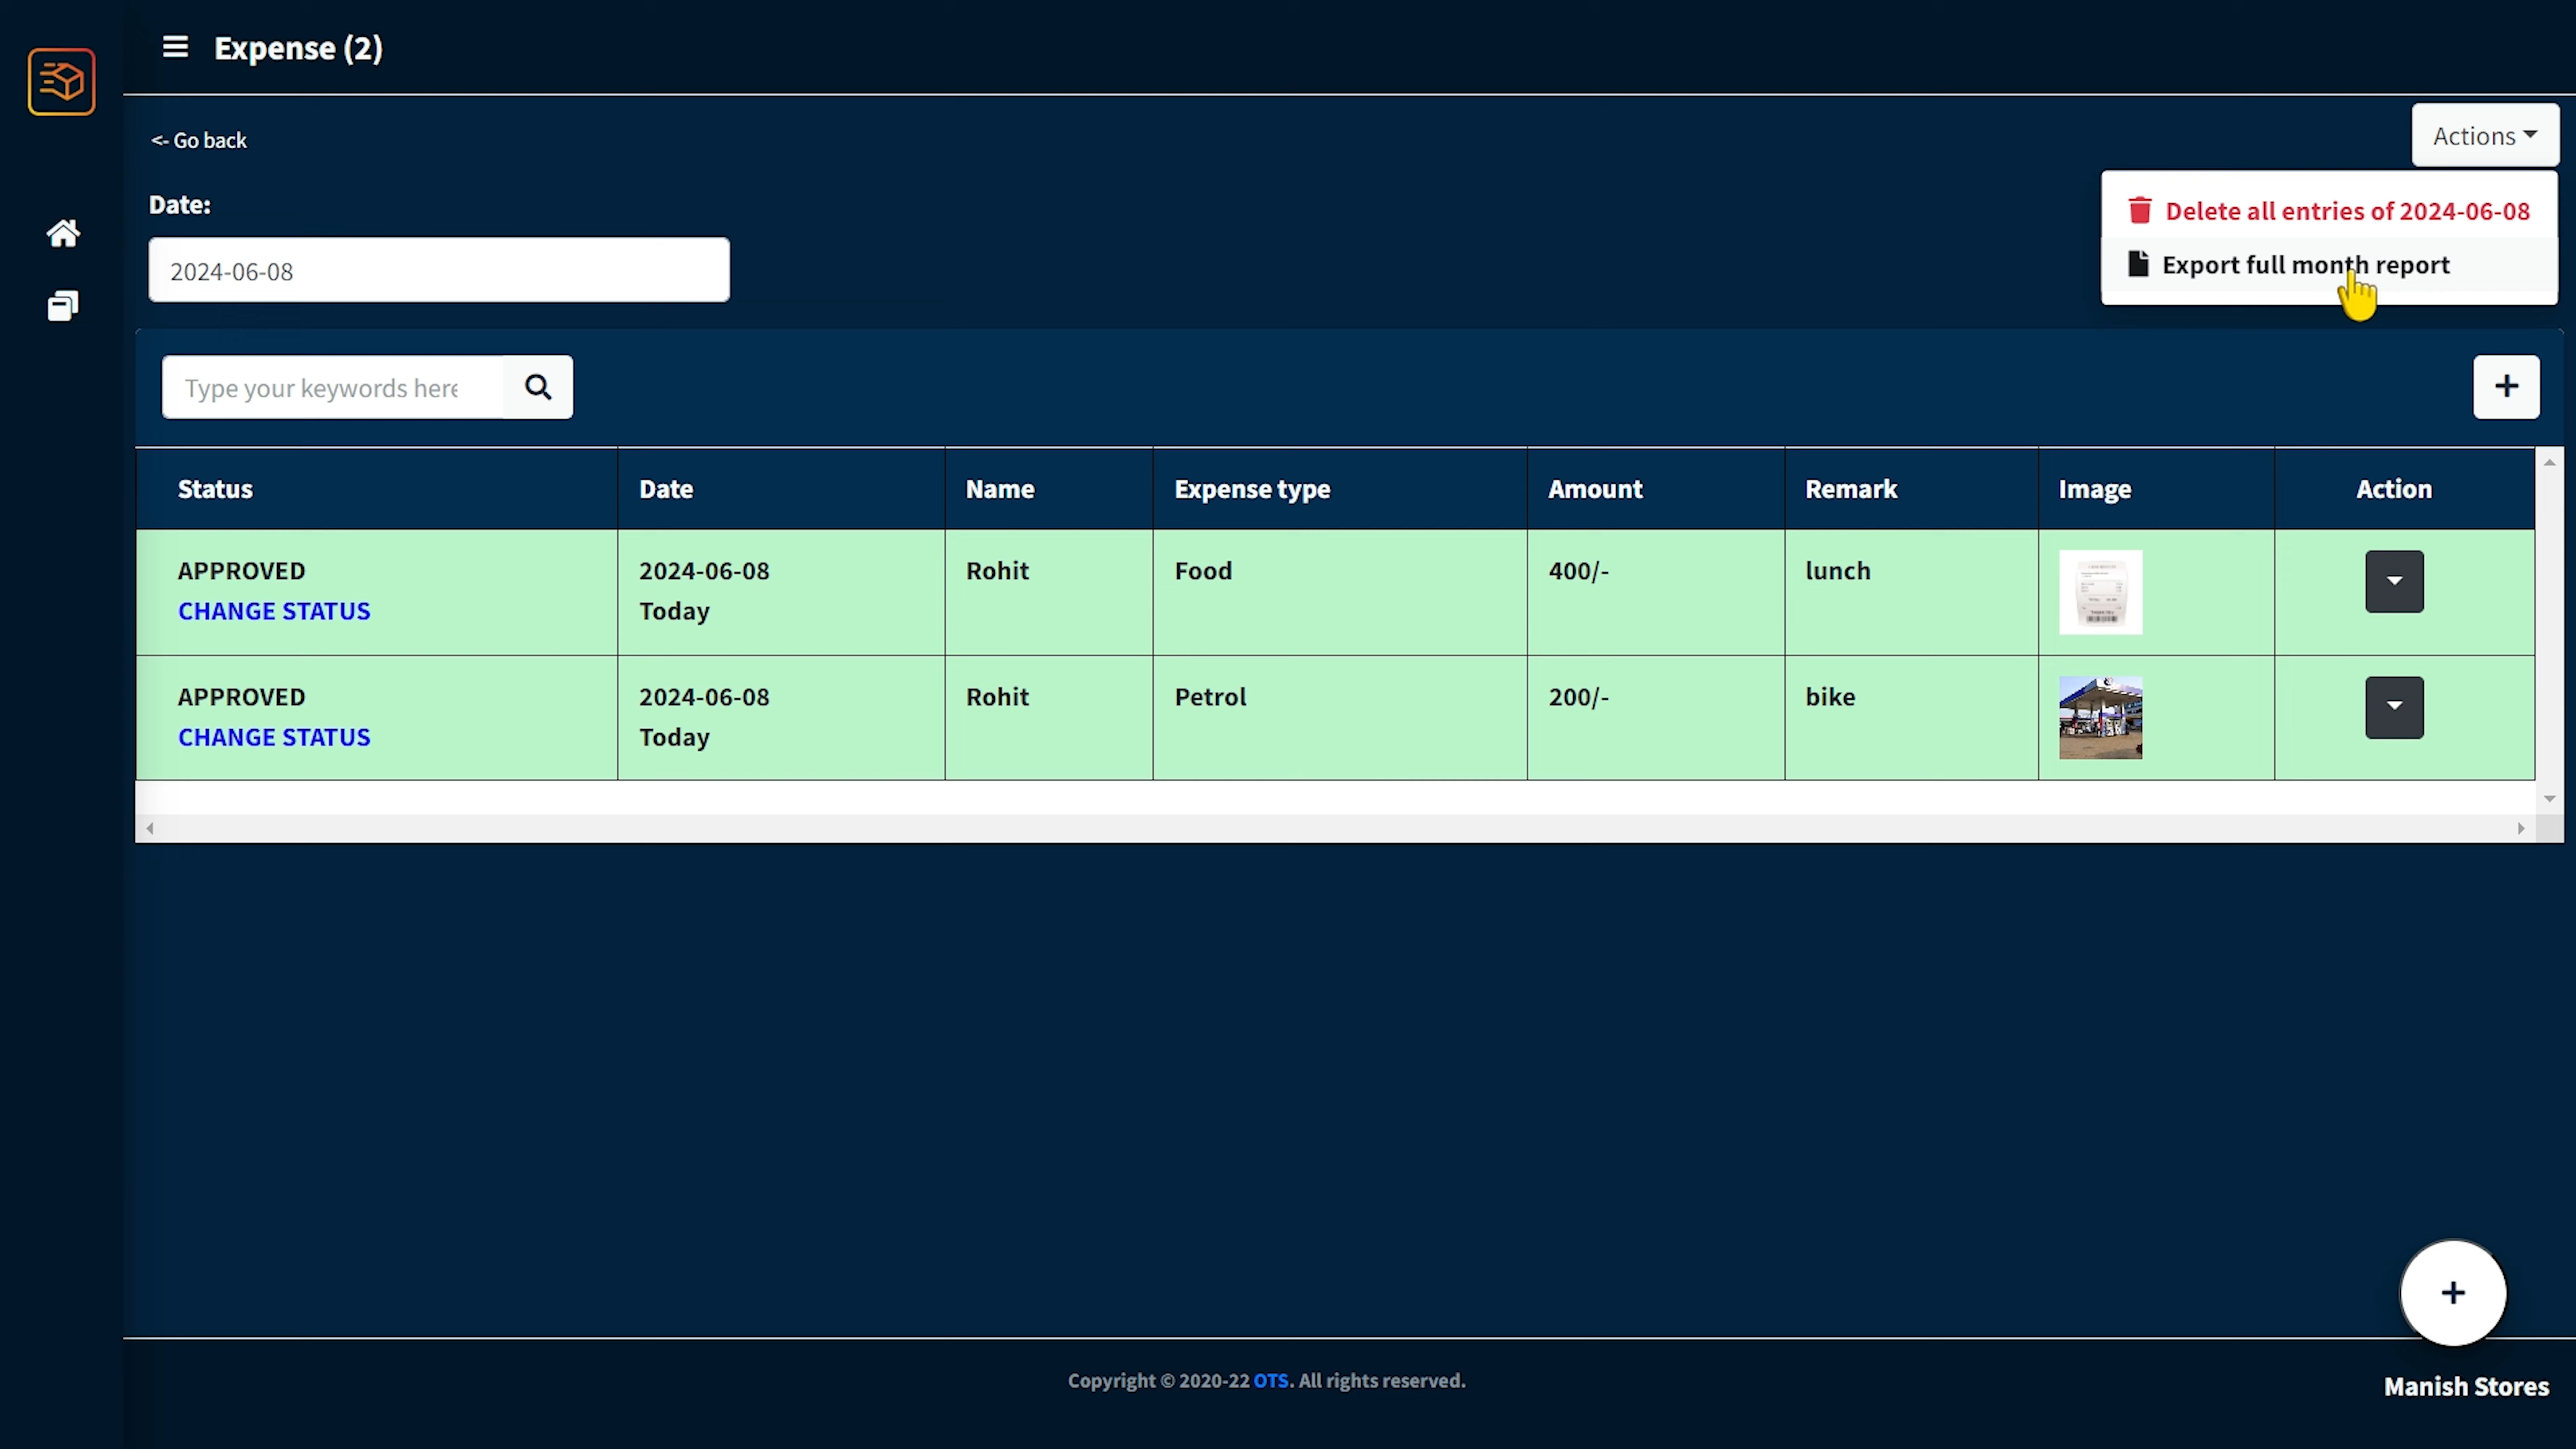 Expense (2)
<- Go back
Actions
Delete all entries of 2024-06-08
Export full month report
Date:
2024-06-08
Type your keywords here
Status Date Name Expense type Amount Remark Image Action
APPROVED 2024-06-08 Rohit Food 400/- lunch
CHANGE STATUS Today
APPROVED 2024-06-08 Rohit Petrol 200/- bike
CHANGE STATUS Today
Copyright © 2020-22 OTS. All rights reserved.
Manish Stores